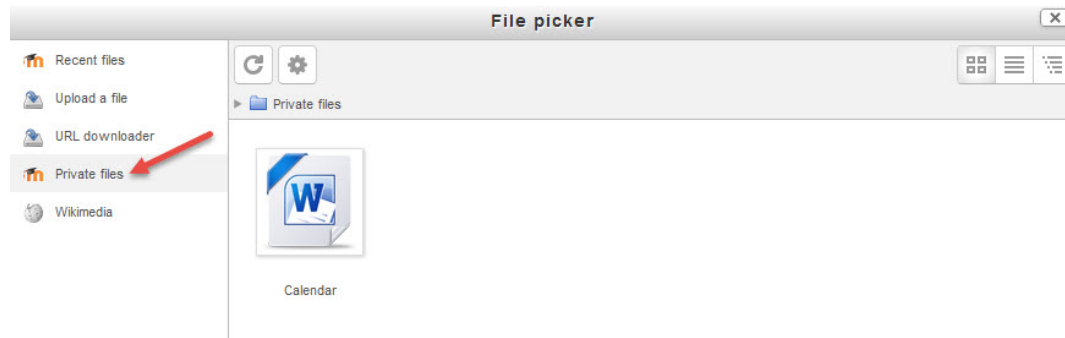 File picker
Recent files
Upload a file
URL downloader
Private files
Wikimedia
Private files
W
Calendar